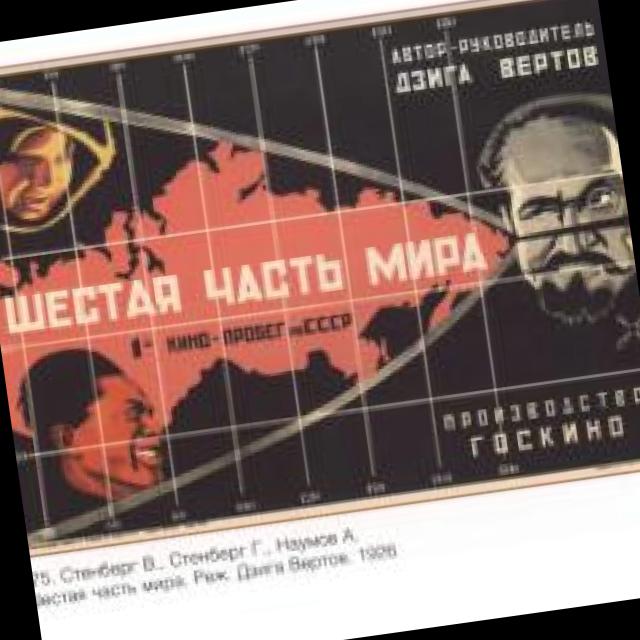 АВТОР-РУКОВОДИТЕЛЬ
ДЗИГА ВЕРТОВ
ШЕСТАЯ ЧАСТЬ МИРА
КИНО-ПРОБЕГ по СССР
ПРОИЗВОДСТВО
ГОСКИНО
75. Стенберг В., Стенберг Г., Наумов А.
Шестая часть мира. Реж. Дзига Вертов. 1926